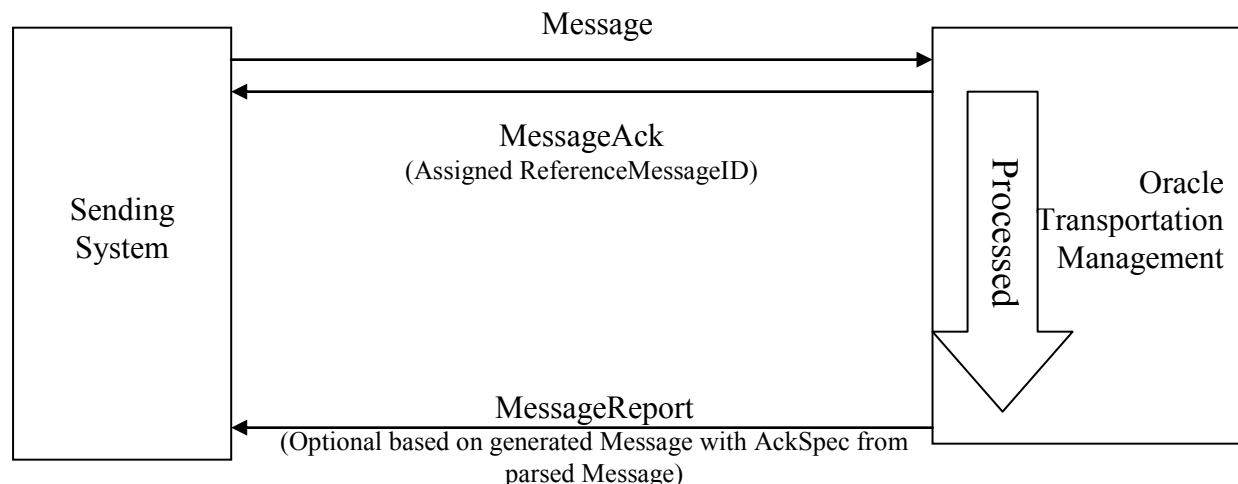 Message
MessageAck
(Assigned ReferenceMessageID)
Sending
System
Processed
Oracle
Transportation
Management
MessageReport
(Optional based on generated Message with AckSpec from
parsed Message)